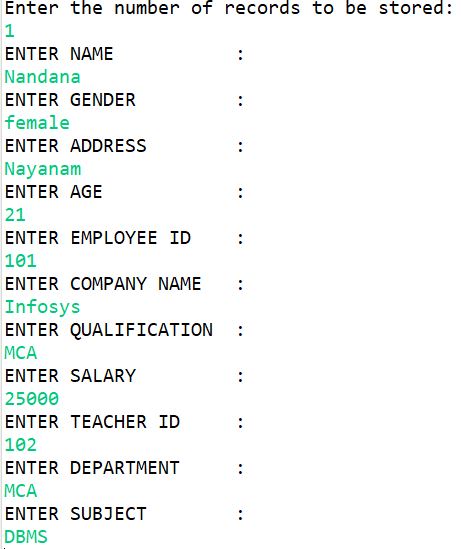 Enter the number of records to be stored:
1
ENTER NAME           :
Nandana
ENTER GENDER         :
female
ENTER ADDRESS        :
Nayanam
ENTER AGE            :
21
ENTER EMPLOYEE ID    :
101
ENTER COMPANY NAME   :
Infosys
ENTER QUALIFICATION  :
MCA
ENTER SALARY         :
25000
ENTER TEACHER ID     :
102
ENTER DEPARTMENT     :
MCA
ENTER SUBJECT        :
DBMS